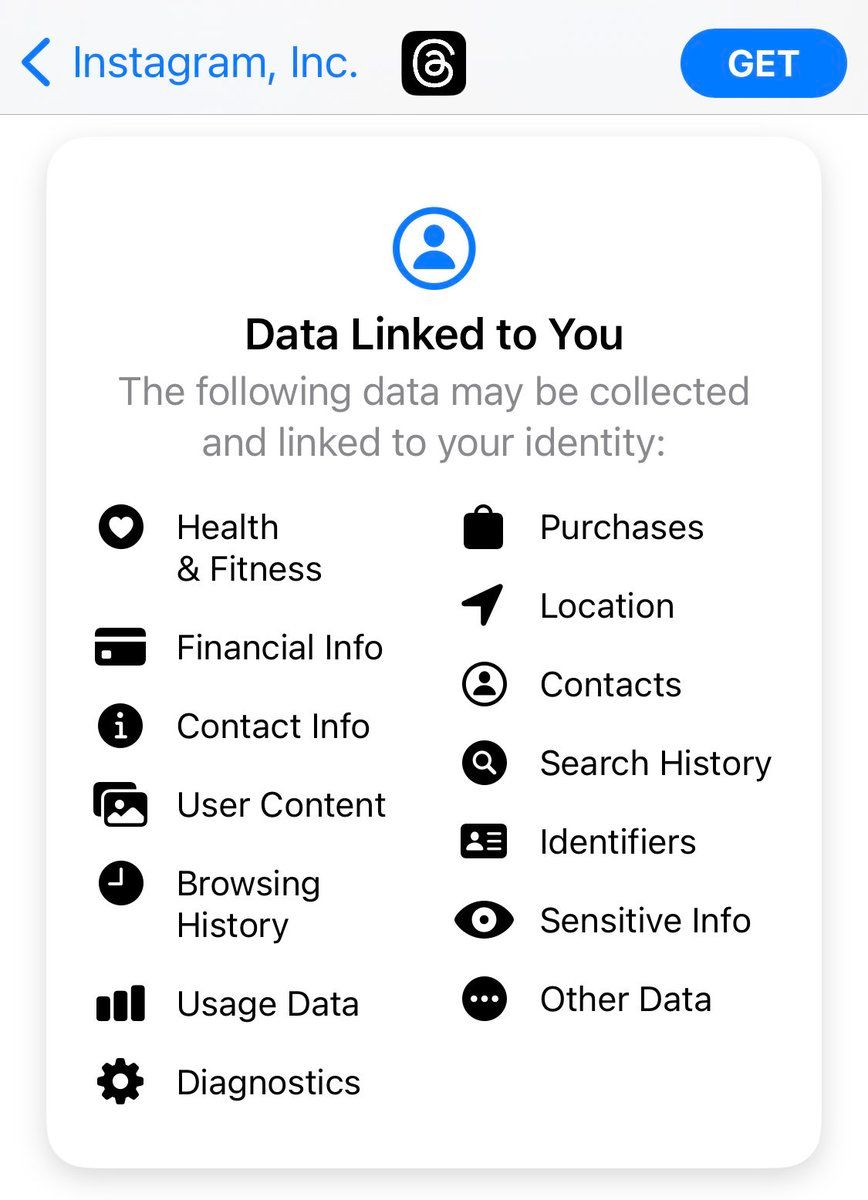 Instagram, Inc.
GET
Data Linked to You
The following data may be collected
and linked to your identity:
Health
& Fitness
Financial Info
Contact Info
User Content
Browsing
History
Usage Data
Diagnostics
Purchases
Location
Contacts
Search History
Identifiers
Sensitive Info
Other Data